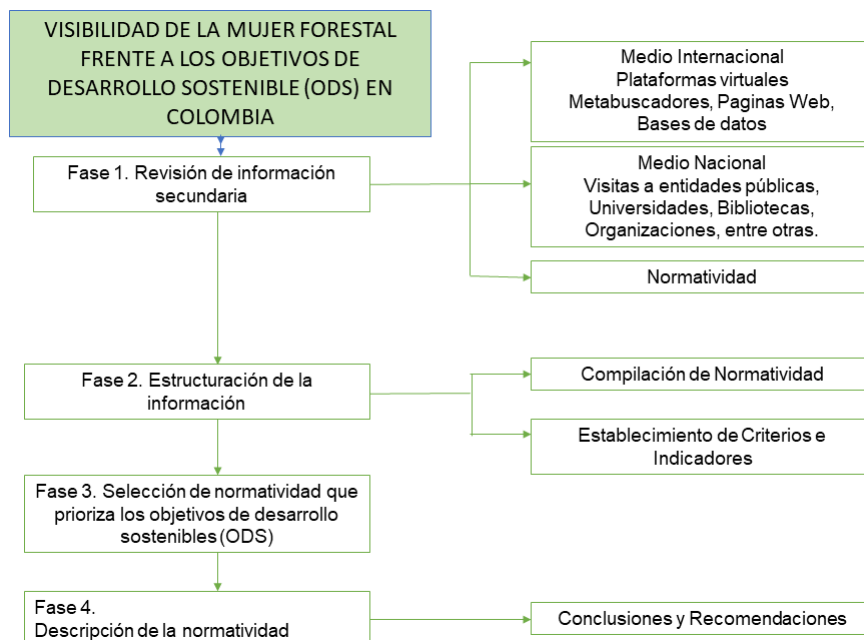 VISIBILIDAD DE LA MUJER FORESTAL
FRENTE A LOS OBJETIVOS DE
DESARROLLO SOSTENIBLE (ODS) EN
COLOMBIA
Fase 1. Revisión de información
secundaria
Medio Internacional
Plataformas virtuales
Metabuscadores, Paginas Web,
Bases de datos
Medio Nacional
Visitas a entidades públicas,
Universidades, Bibliotecas,
Organizaciones, entre otras.
Normatividad
Fase 2. Estructuración de la
información
Compilación de Normatividad
Establecimiento de Criterios e
Indicadores
Fase 3. Selección de normatividad que
prioriza los objetivos de desarrollo
sostenibles (ODS)
Fase 4.
Descripción de la normatividad
Conclusiones y Recomendaciones